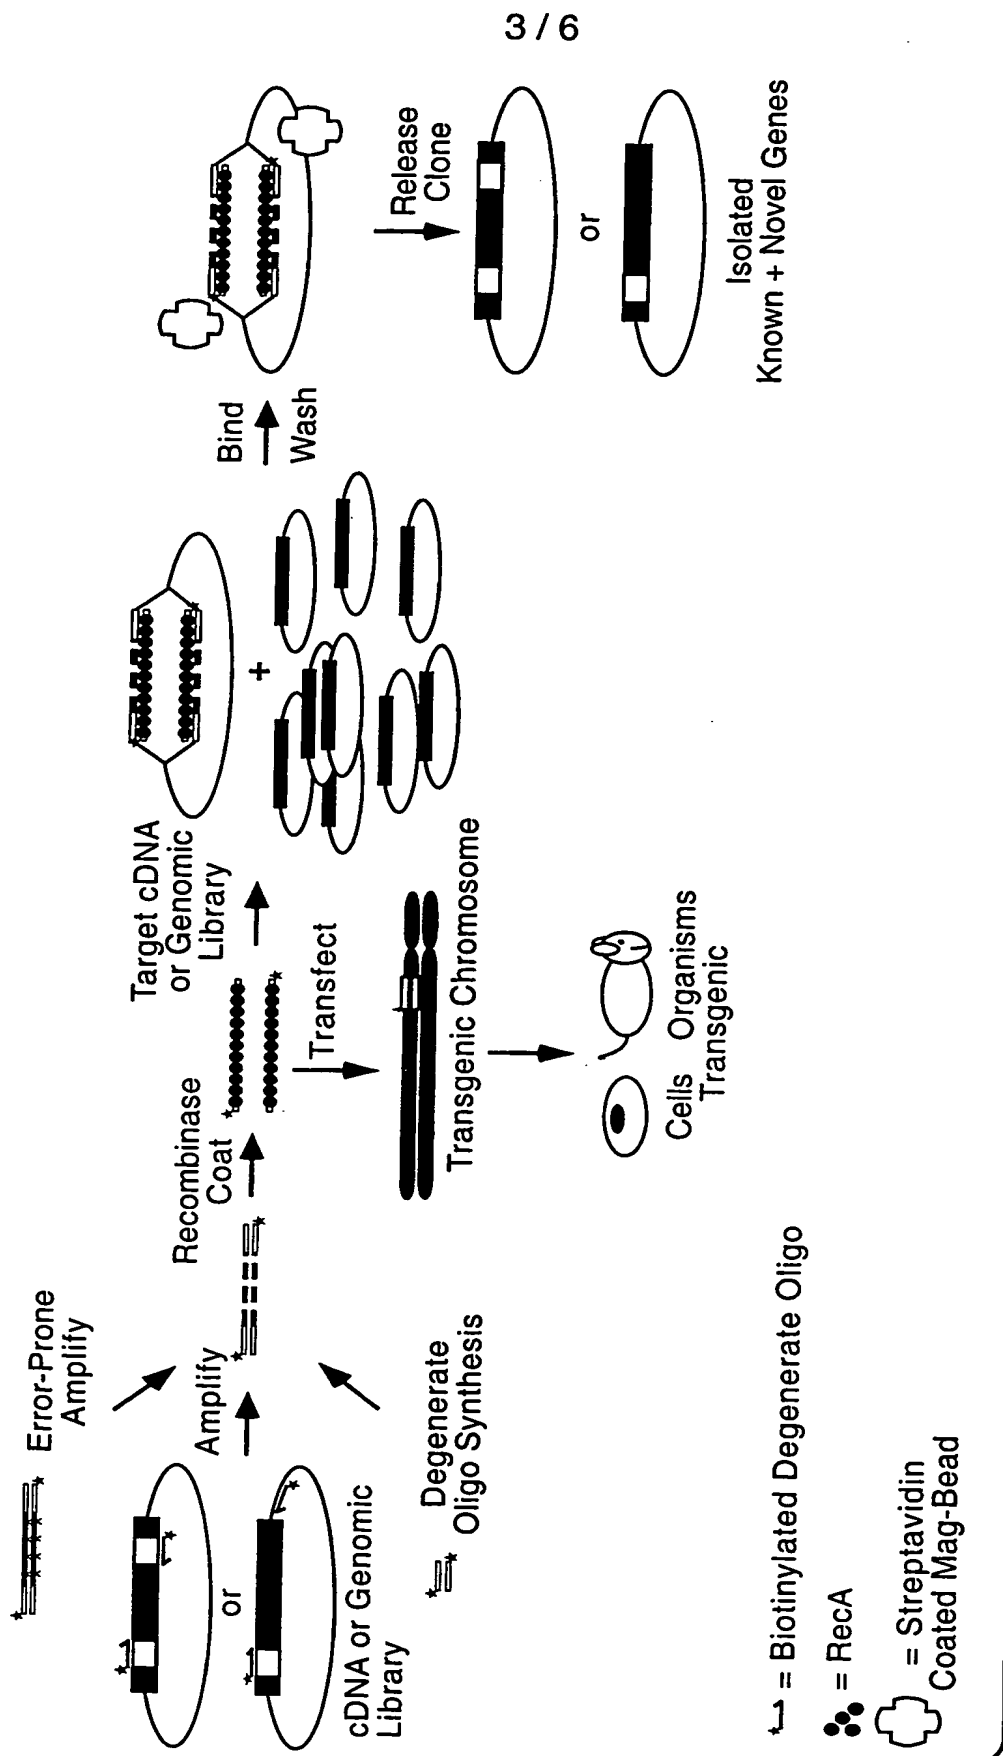 3 / 6
Error-Prone
Amplify
Amplify
or
cDNA or Genomic
Library
Degenerate
Oligo Synthesis
Recombinase
Coat
Transfect
Transgenic Chromosome
Cells Organisms
Transgenic
Target cDNA
or Genomic
Library
+
Bind
Wash
Release
Clone
or
Isolated
Known + Novel Genes
= Biotinylated Degenerate Oligo
= RecA
= Streptavidin
Coated Mag-Bead